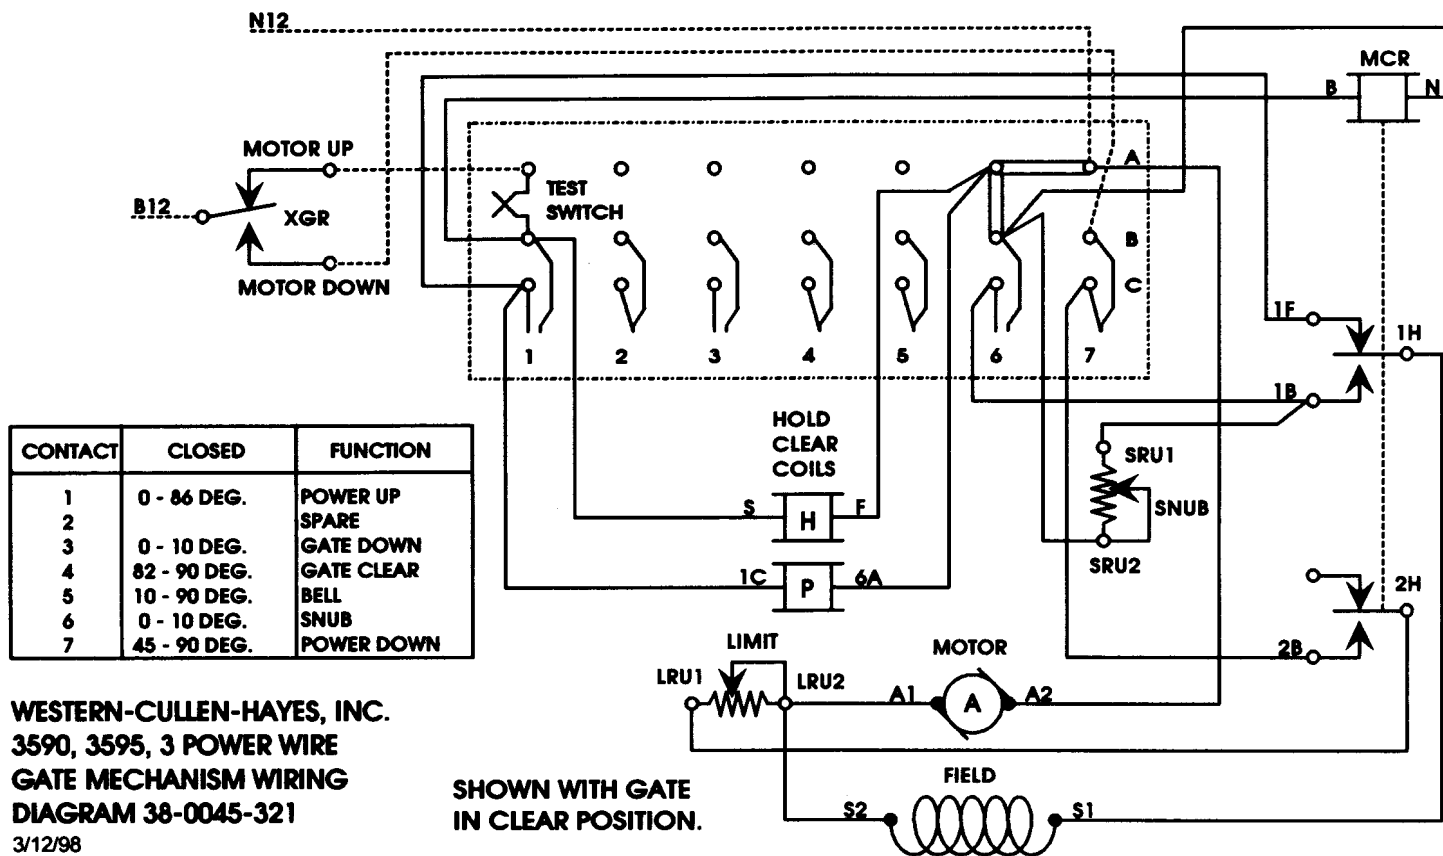 N12
MCR
B
N
MOTOR UP
A
TEST
SWITCH
B12
XGR
B
MOTOR DOWN
C
1F
1H
1 2 3 4 5 6 7
1B
HOLD
CLEAR
COILS
SRU1
SNUB
S H F
SRU2
1C P 6A
2H
CONTACT CLOSED FUNCTION
1 0 - 86 DEG. POWER UP
2 SPARE
3 0 - 10 DEG. GATE DOWN
4 82 - 90 DEG. GATE CLEAR
5 10 - 90 DEG. BELL
6 0 - 10 DEG. SNUB
7 45 - 90 DEG. POWER DOWN
LIMIT
MOTOR
2B
LRU1
LRU2
A1 A A2
WESTERN-CULLEN-HAYES, INC.
3590, 3595, 3 POWER WIRE
GATE MECHANISM WIRING
DIAGRAM 38-0045-321
3/12/98
SHOWN WITH GATE
IN CLEAR POSITION.
FIELD
S2 S1